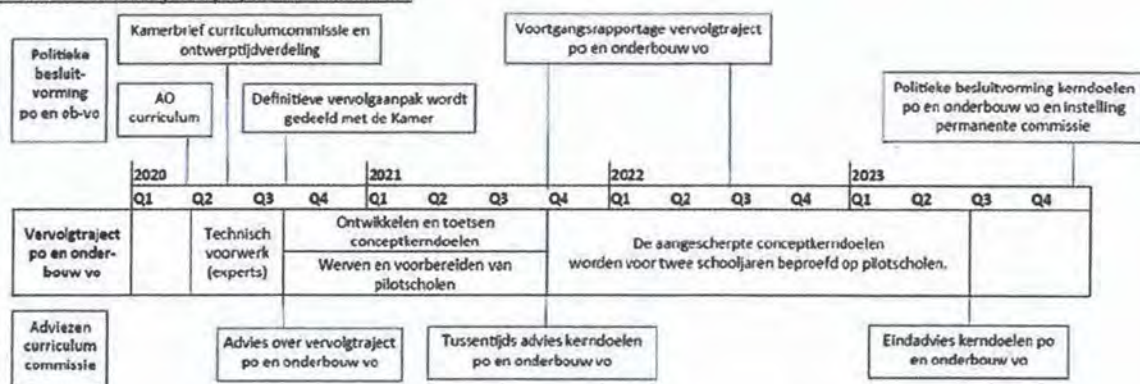 Politieke
besluit-
vorming
po en ob-vo
Kamerbrief curriculumcommissie en
ontwerptijdverdeling
AO
curriculum
Definitieve vervolgaanpak wordt
gedeeld met de Kamer
Voortgangsrapportage vervolgtraject
po en onderbouw vo
Politieke besluitvorming kerndoelen
po en onderbouw vo en instelling
permanente commissie
2020 2021 2022 2023
Q1 Q2 Q3 Q4 Q1 Q2 Q3 Q4 Q1 Q2 Q3 Q4 Q1 Q2 Q3 Q4
Vervolgtraject
po en onder-
bouw vo
Technisch
voorwerk
(experts)
Ontwikkelen en toetsen
conceptkerndoelen
Werven en voorbereiden van
pilotscholen
De aangescherpte conceptkerndoelen
worden voor twee schooljaren beproefd op pilotscholen.
Adviezen
curriculum
commissie
Advies over vervolgtraject
po en onderbouw vo
Tussentijds advies kerndoelen
po en onderbouw vo
Eindadvies kerndoelen po
en onderbouw vo